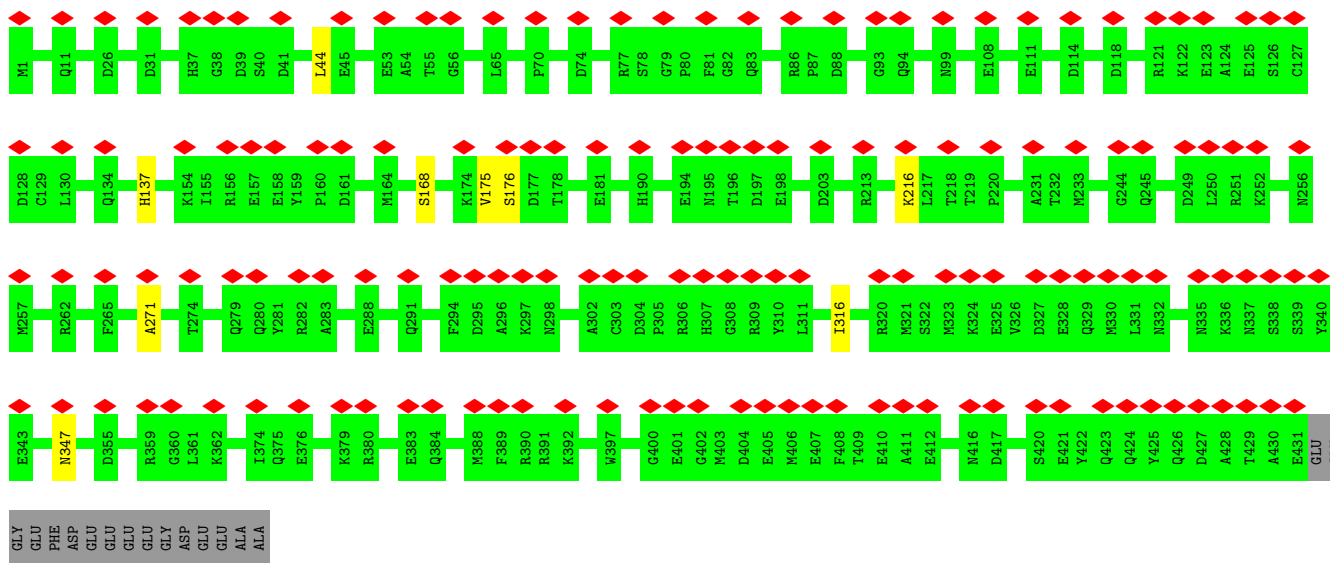 M1 Q11 D26 D31 H37 G38 D39 S40 D41 L44 E45 E53 A54 T55 G56 L65 P70 D74 R77 S78 G79 P80 F81 G82 Q83 R86 P87 D88 G93 Q94 N99 E108 E111 D114 D118 R121 K122 E123 A124 E125 S126 C127
D128 C129 L130 Q134 H137 K154 I155 R156 E157 E158 Y159 P160 D161 M164 S168 K174 V175 S176 D177 T178 E181 H190 E194 N195 T196 D197 E198 D203 R213 K216 L217 T218 T219 P220 A231 T232 M233 G244 Q245 D249 L250 R251 K252 N256
M257 R262 F265 A271 T274 Q279 Q280 Y281 R282 A283 E288 Q291 F294 D295 A296 K297 N298 A302 C303 D304 P305 R306 H307 G308 R309 Y310 L311 I316 R320 M321 S322 M323 K324 E325 V326 D327 E328 Q329 M330 L331 N332 N335 K336 N337 S338 S339 Y340
E343 N347 D355 R359 G360 L361 K362 I374 Q375 E376 K379 R380 E383 Q384 M388 F389 R390 R391 K392 W397 G400 E401 G402 M403 D404 E405 M406 E407 F408 T409 E410 A411 E412 N416 D417 S420 E421 Y422 Q423 Q424 Y425 Q426 D427 A428 T429 A430 E431 GLU
GLY GLU PHE ASP GLU GLU GLU GLU GLY ASP GLU GLU ALA ALA